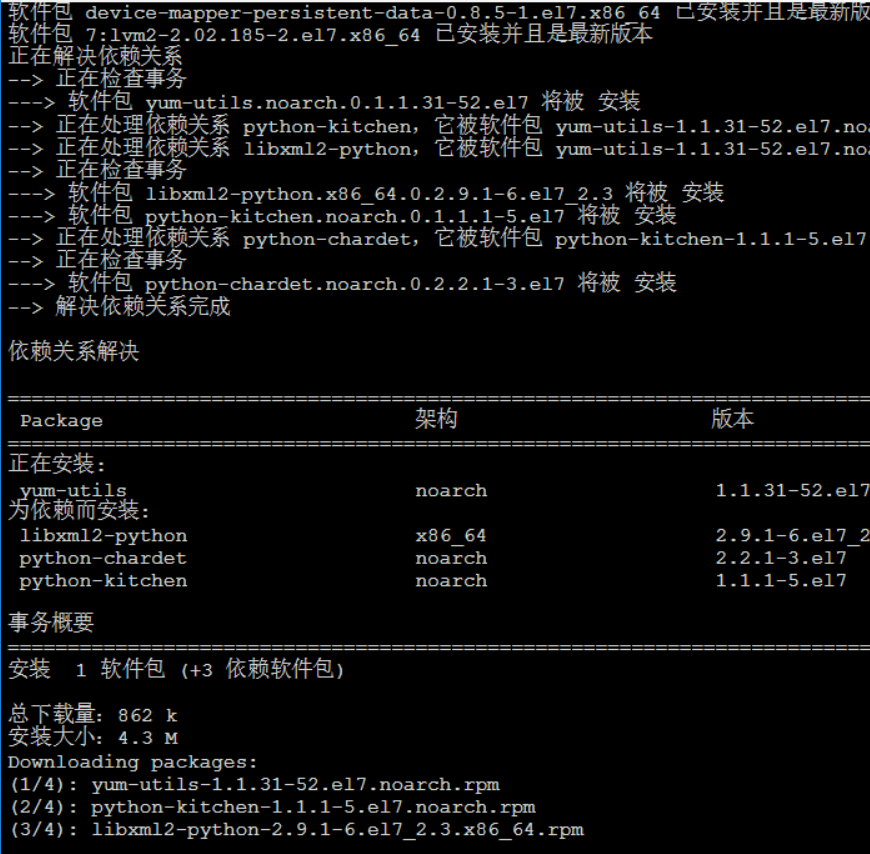 软件包 device-mapper-persistent-data-0.8.5-1.el7.x86_64 已安装并且是最新版
软件包 7:lvm2-2.02.185-2.el7.x86_64 已安装并且是最新版本
正在解决依赖关系
--> 正在检查事务
---> 软件包 yum-utils.noarch.0.1.1.31-52.el7 将被 安装
--> 正在处理依赖关系 python-kitchen，它被软件包 yum-utils-1.1.31-52.el7.noa
--> 正在处理依赖关系 libxml2-python，它被软件包 yum-utils-1.1.31-52.el7.noa
--> 正在检查事务
---> 软件包 libxml2-python.x86_64.0.2.9.1-6.el7_2.3 将被 安装
---> 软件包 python-kitchen.noarch.0.1.1.1-5.el7 将被 安装
--> 正在处理依赖关系 python-chardet，它被软件包 python-kitchen-1.1.1-5.el7
--> 正在检查事务
---> 软件包 python-chardet.noarch.0.2.2.1-3.el7 将被 安装
--> 解决依赖关系完成
依赖关系解决
================================================================================
Package 架构 版本
================================================================================
正在安装:
yum-utils noarch 1.1.31-52.el7
为依赖而安装:
libxml2-python x86_64 2.9.1-6.el7_2
python-chardet noarch 2.2.1-3.el7
python-kitchen noarch 1.1.1-5.el7
事务概要
================================================================================
安装  1 软件包 (+3 依赖软件包)
总下载量：862 k
安装大小：4.3 M
Downloading packages:
(1/4): yum-utils-1.1.31-52.el7.noarch.rpm
(2/4): python-kitchen-1.1.1-5.el7.noarch.rpm
(3/4): libxml2-python-2.9.1-6.el7_2.3.x86_64.rpm